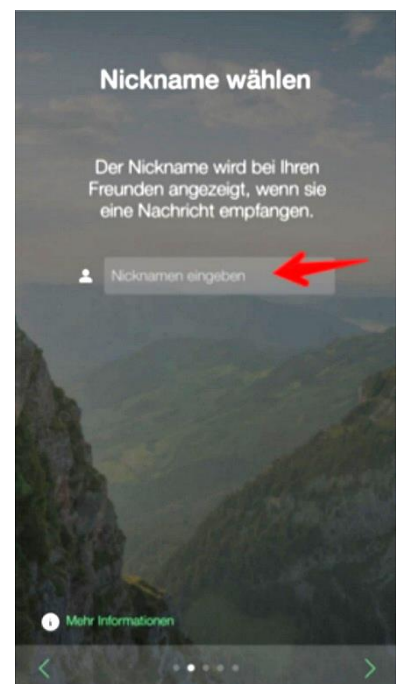 Nickname wählen
Der Nickname wird bei Ihren
Freunden angezeigt, wenn sie
eine Nachricht empfangen.
Nicknamen eingeben
Mehr Informationen